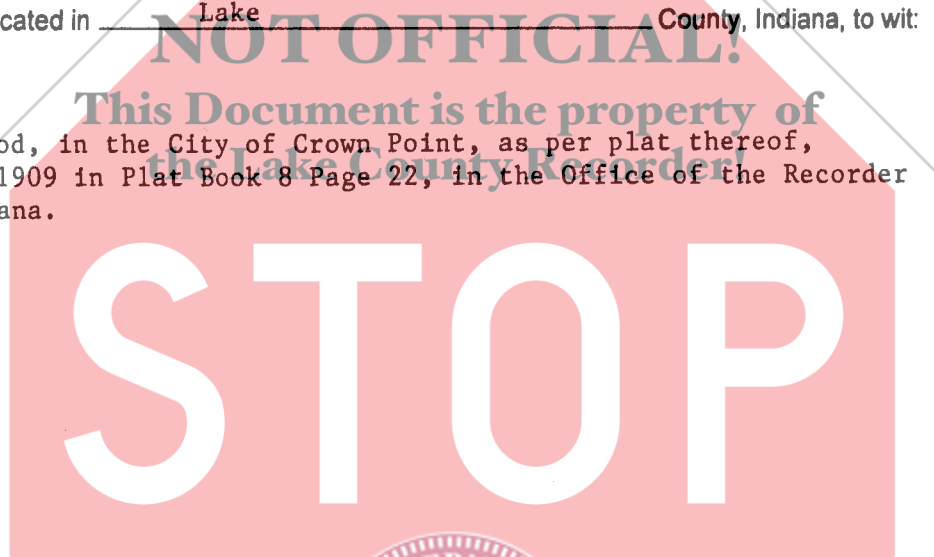 cated in Lake County, Indiana, to wit:
NOT OFFICIAL!
This Document is the property of
od, in the City of Crown Point, as per plat thereof,
the Lake County Recorder!
1909 in Plat Book 8 Page 22, in the Office of the Recorder
ana.
STOP